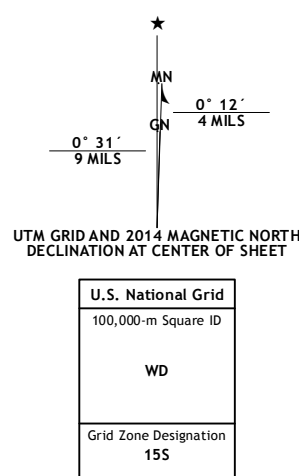 ★
MN
0° 12´
4 MILS
GN
0° 31´
9 MILS
UTM GRID AND 2014 MAGNETIC NORTH
DECLINATION AT CENTER OF SHEET
U.S. National Grid
100,000-m Square ID
WD
Grid Zone Designation
15S